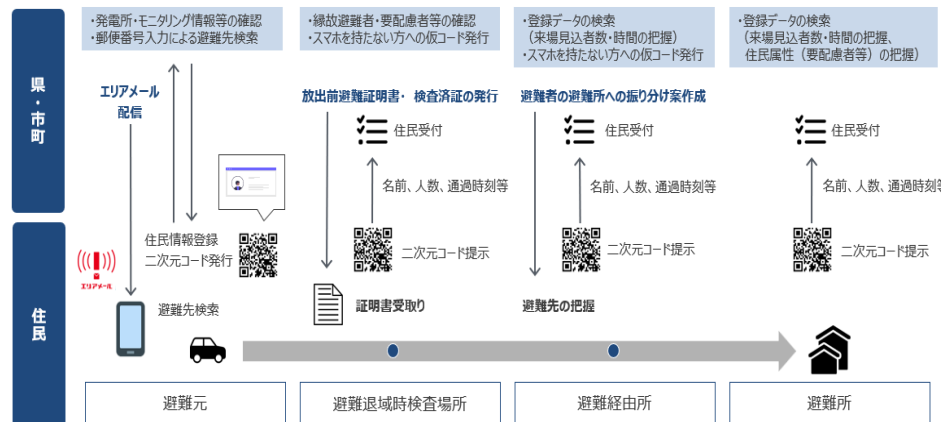 ・発電所・モニタリング情報等の確認
・郵便番号入力による避難先検索
・縁故避難者・要配慮者等の確認
・スマホを持たない方への仮コード発行
・登録データの検索
（来場見込者数・時間の把握）
・スマホを持たない方への仮コード発行
・登録データの検索
（来場見込者数・時間の把握、
住民属性（要配慮者等）の把握）
県・市町
エリアメール
配信
放出前避難証明書・ 検査済証の発行
避難者の避難所への振り分け案作成
住民受付
住民受付
住民受付
名前、人数、通過時刻等
名前、人数、通過時刻等
名前、人数、通過時刻等
住民情報登録
二次元コード発行
二次元コード提示
二次元コード提示
二次元コード提示
エリアメール
住民
避難先検索
証明書受取り
避難先の把握
避難元
避難退域時検査場所
避難経由所
避難所